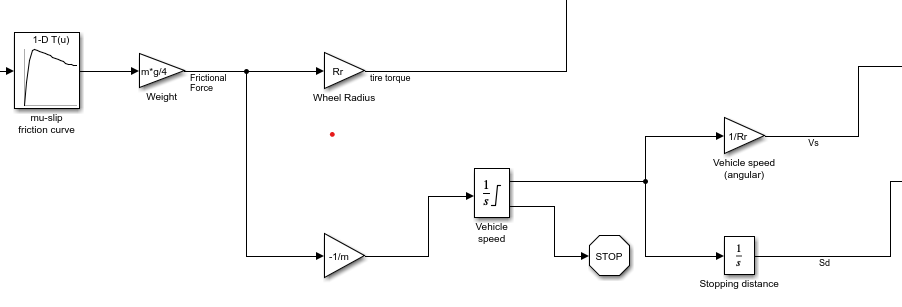 1-D T(u)
mu-slip
friction curve
m*g/4
Weight
Frictional
Force
Rr
Wheel Radius
tire torque
-1/m
1
s
Vehicle
speed
STOP
1/Rr
Vehicle speed
(angular)
Vs
1
s
Stopping distance
Sd